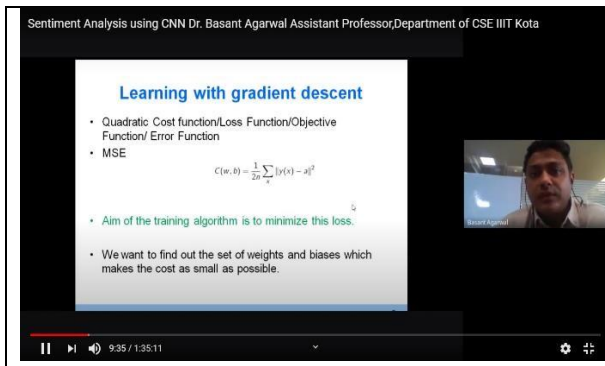 Sentiment Analysis using CNN Dr. Basant Agarwal Assistant Professor,Department of CSE IIIT Kota
Learning with gradient descent
• Quadratic Cost function/Loss Function/Objective
Function/ Error Function
• MSE
C(w, b) = 1/2n ∑x ‖y(x) − a‖²
• Aim of the training algorithm is to minimize this loss.
• We want to find out the set of weights and biases which
makes the cost as small as possible.
Basant Agarwal
9:35 / 1:35:11